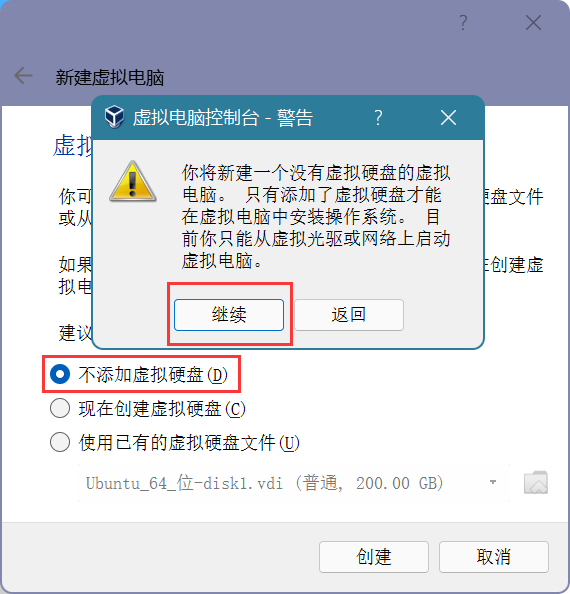 ?
新建虚拟电脑
虚拟电脑控制台 - 警告
?
虚拟
你将新建一个没有虚拟硬盘的虚拟
电脑。 只有添加了虚拟硬盘才能
在虚拟电脑中安装操作系统。 目
前你只能从虚拟光驱或网络上启动
虚拟电脑。
你可
硬盘文件
或从
如果
在创建虚
拟电
继续
返回
建议
不添加虚拟硬盘(D)
现在创建虚拟硬盘(C)
使用已有的虚拟硬盘文件(U)
Ubuntu_64_位-disk1.vdi (普通, 200.00 GB)
创建
取消